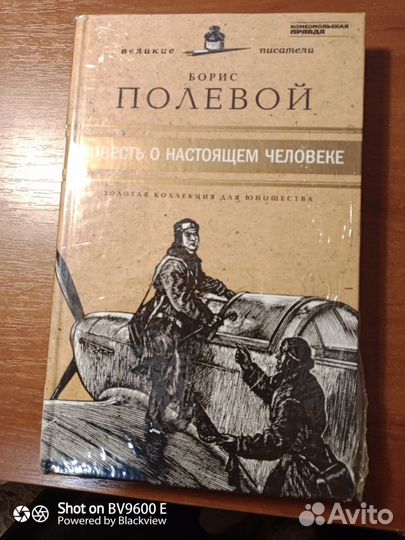 КОМСОМОЛЬСКАЯ
ПРАВДА
великие писатели
БОРИС
ПОЛЕВОЙ
ПОВЕСТЬ О НАСТОЯЩЕМ ЧЕЛОВЕКЕ
ЗОЛОТАЯ КОЛЛЕКЦИЯ ДЛЯ ЮНОШЕСТВА
Shot on BV9600 E
Powered by Blackview
Avito